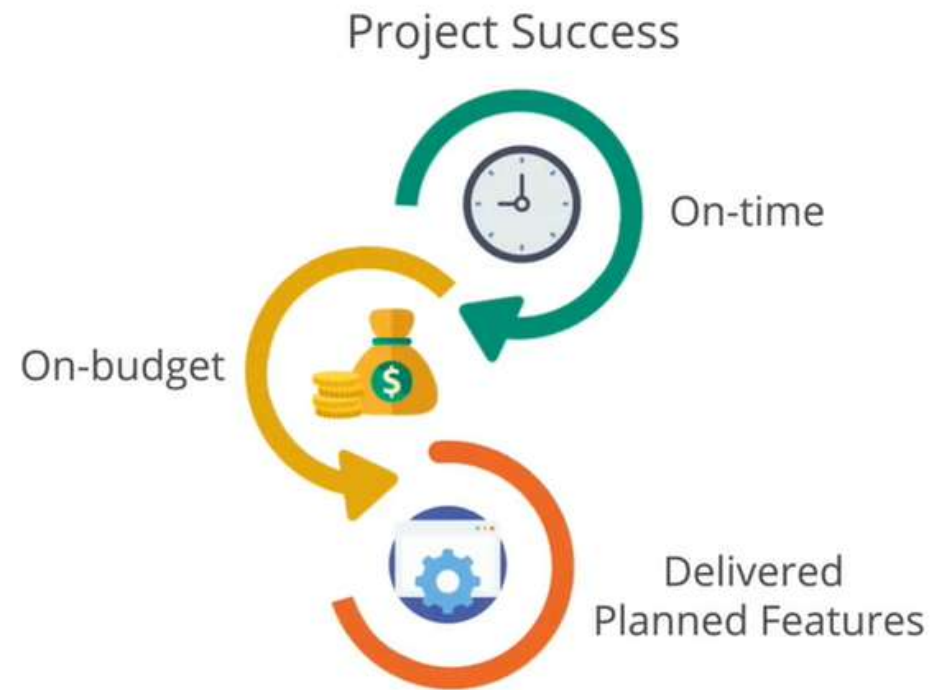 Project Success
On-time
On-budget
$
Delivered
Planned Features